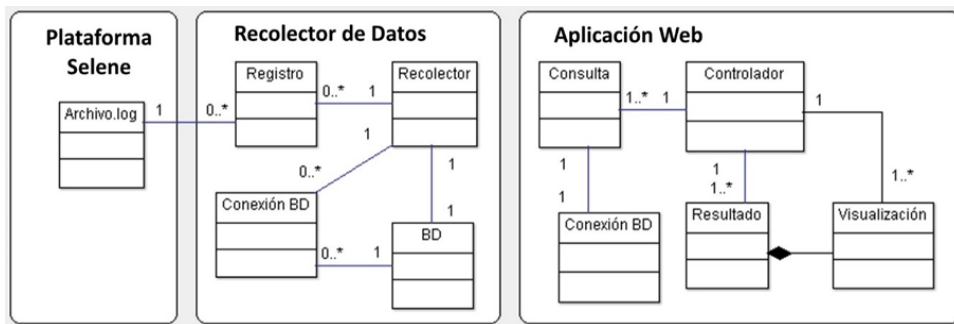 Plataforma
Selene
Archivo.log
1
0..*
Recolector de Datos
Registro
Recolector
0..*
1
1
0..*
1
1
Conexión BD
BD
0..*
1
Aplicación Web
Consulta
Controlador
1..*
1
1
1
1
1..*
1
1..*
Conexión BD
Resultado
Visualización